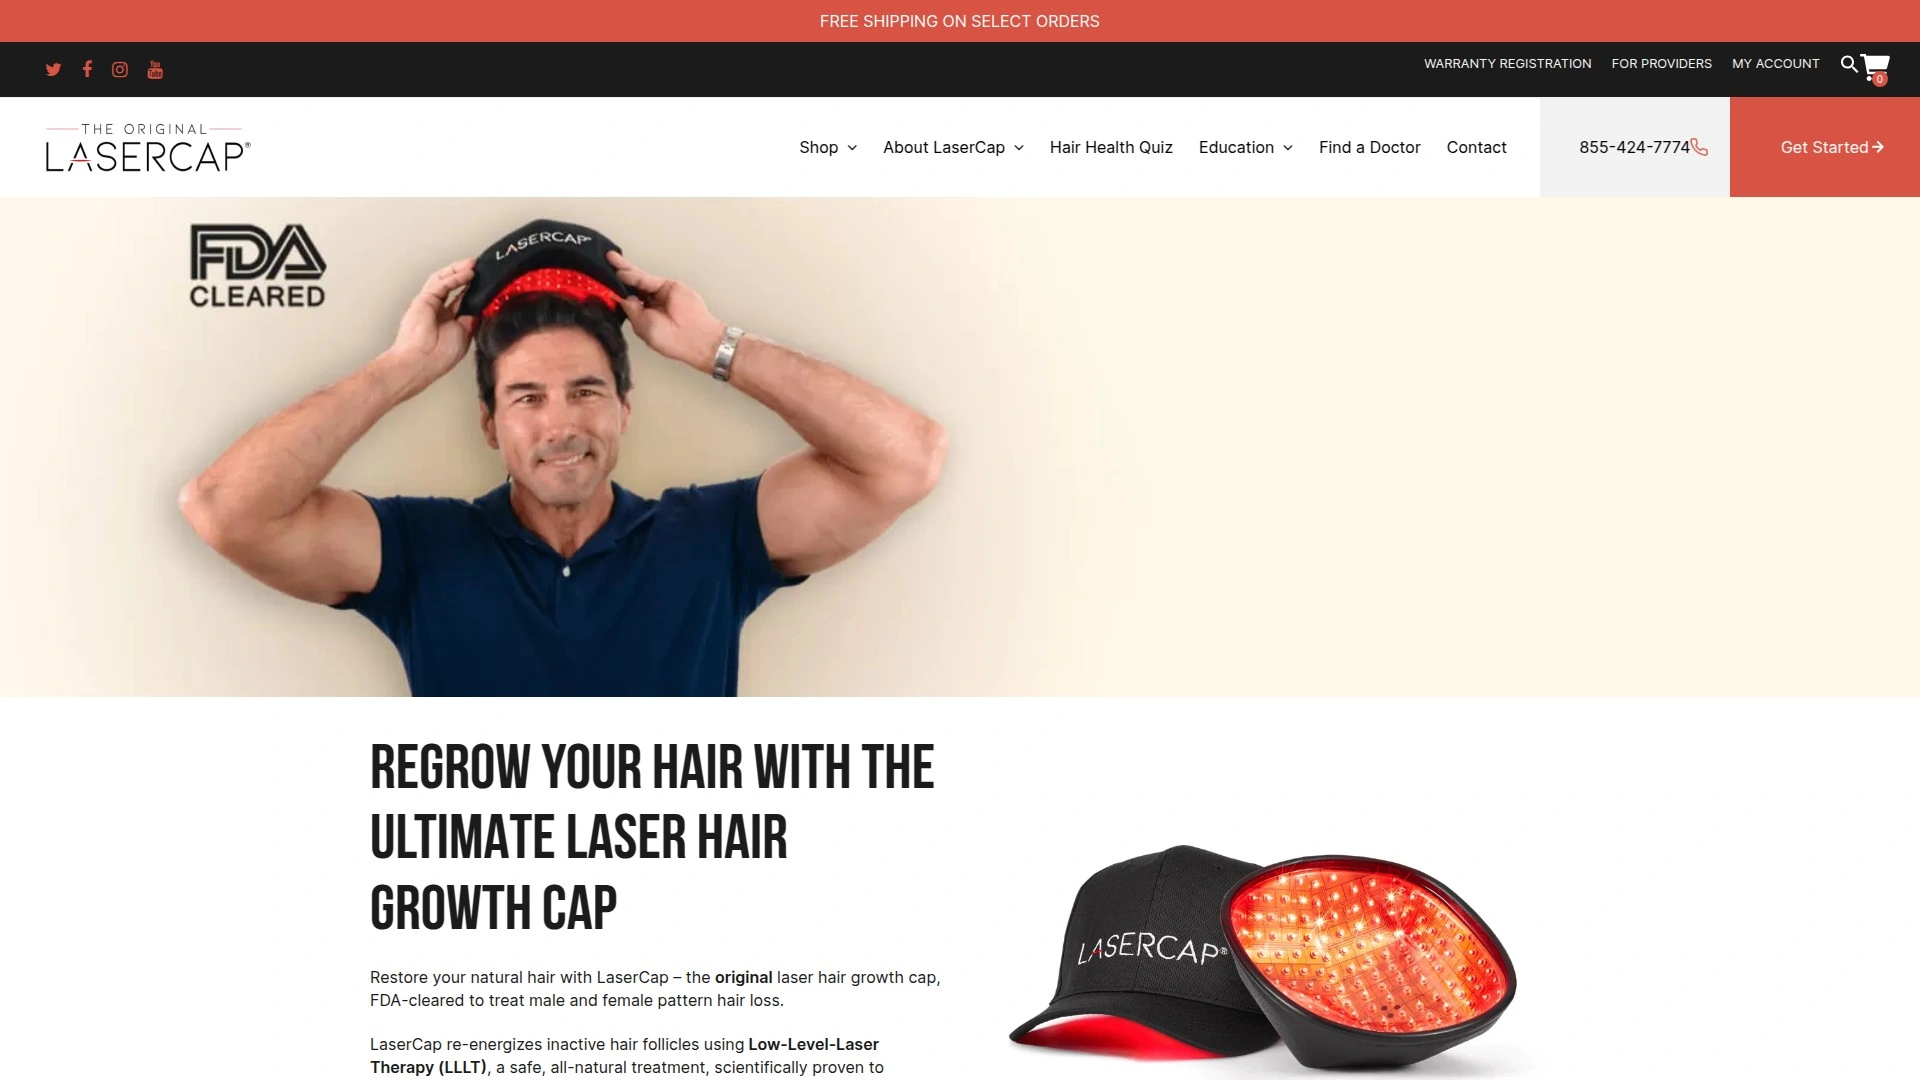 FREE SHIPPING ON SELECT ORDERS
WARRANTY REGISTRATION FOR PROVIDERS MY ACCOUNT
You
Tube
0
THE ORIGINAL
LASERCAP®
Shop About LaserCap Hair Health Quiz Education Find a Doctor Contact 855-424-7774 Get Started
FDA
CLEARED
LASERCAP
REGROW YOUR HAIR WITH THE
ULTIMATE LASER HAIR
GROWTH CAP
Restore your natural hair with LaserCap – the original laser hair growth cap,
FDA-cleared to treat male and female pattern hair loss.
LaserCap re-energizes inactive hair follicles using Low-Level-Laser
Therapy (LLLT), a safe, all-natural treatment, scientifically proven to
LASERCAP®